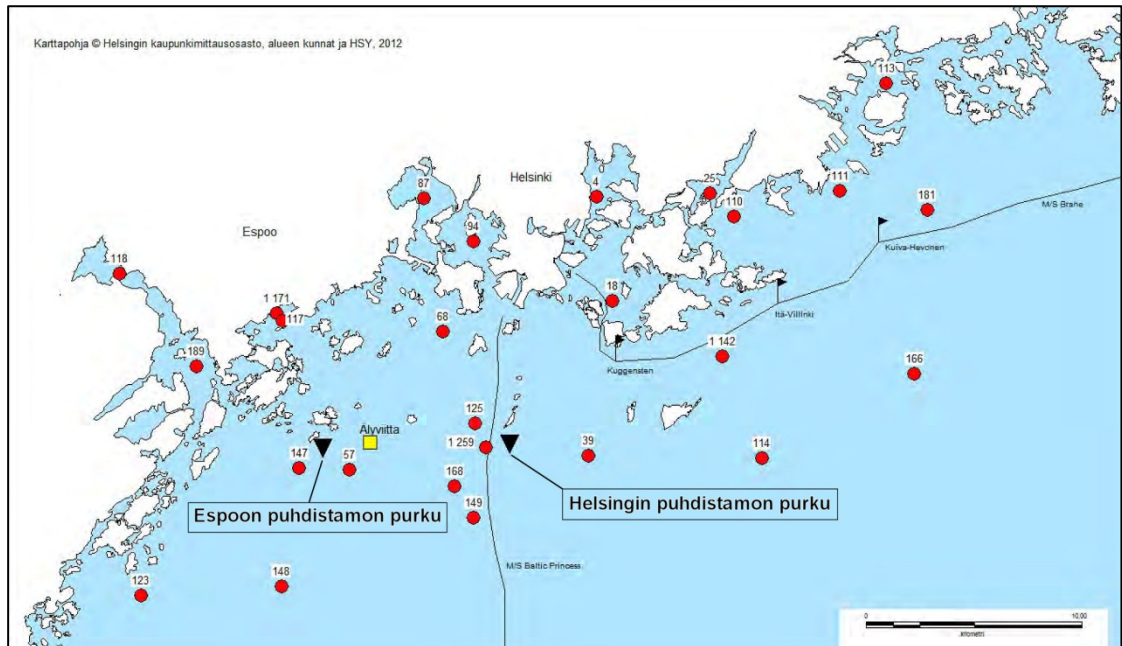 Karttapohja © Helsingin kaupunkimittausosasto, alueen kunnat ja HSY, 2012
113
87
Helsinki
4
25
111
110
181
M/S Brahe
94
Espoo
Kuiva-Hevonen
118
18
Itä-Villinki
1 171
117
68
1 142
189
Kuggensten
166
125
Älyviitta
1 259
39
114
147
57
168
Espoon puhdistamon purku
Helsingin puhdistamon purku
149
M/S Baltic Princess
148
123
0
10,00
kilometri